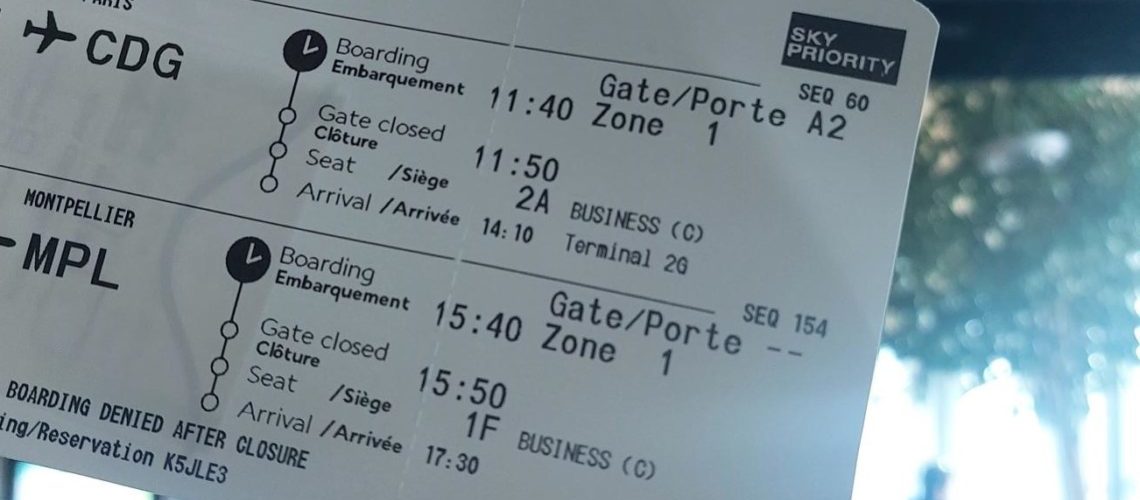 PARIS
CDG
SKY
PRIORITY
SEQ 60
Boarding
Embarquement 11:40 Gate/Porte A2
Zone 1
Gate closed
Clôture 11:50
Seat /Siège 2A BUSINESS (C)
Arrival /Arrivée 14:10 Terminal 2G
MONTPELLIER
MPL
SEQ 154
Boarding
Embarquement 15:40 Gate/Porte --
Zone 1
Gate closed
Clôture 15:50
Seat /Siège 1F BUSINESS (C)
Arrival /Arrivée 17:30
BOARDING DENIED AFTER CLOSURE
ing/Reservation K5JLE3